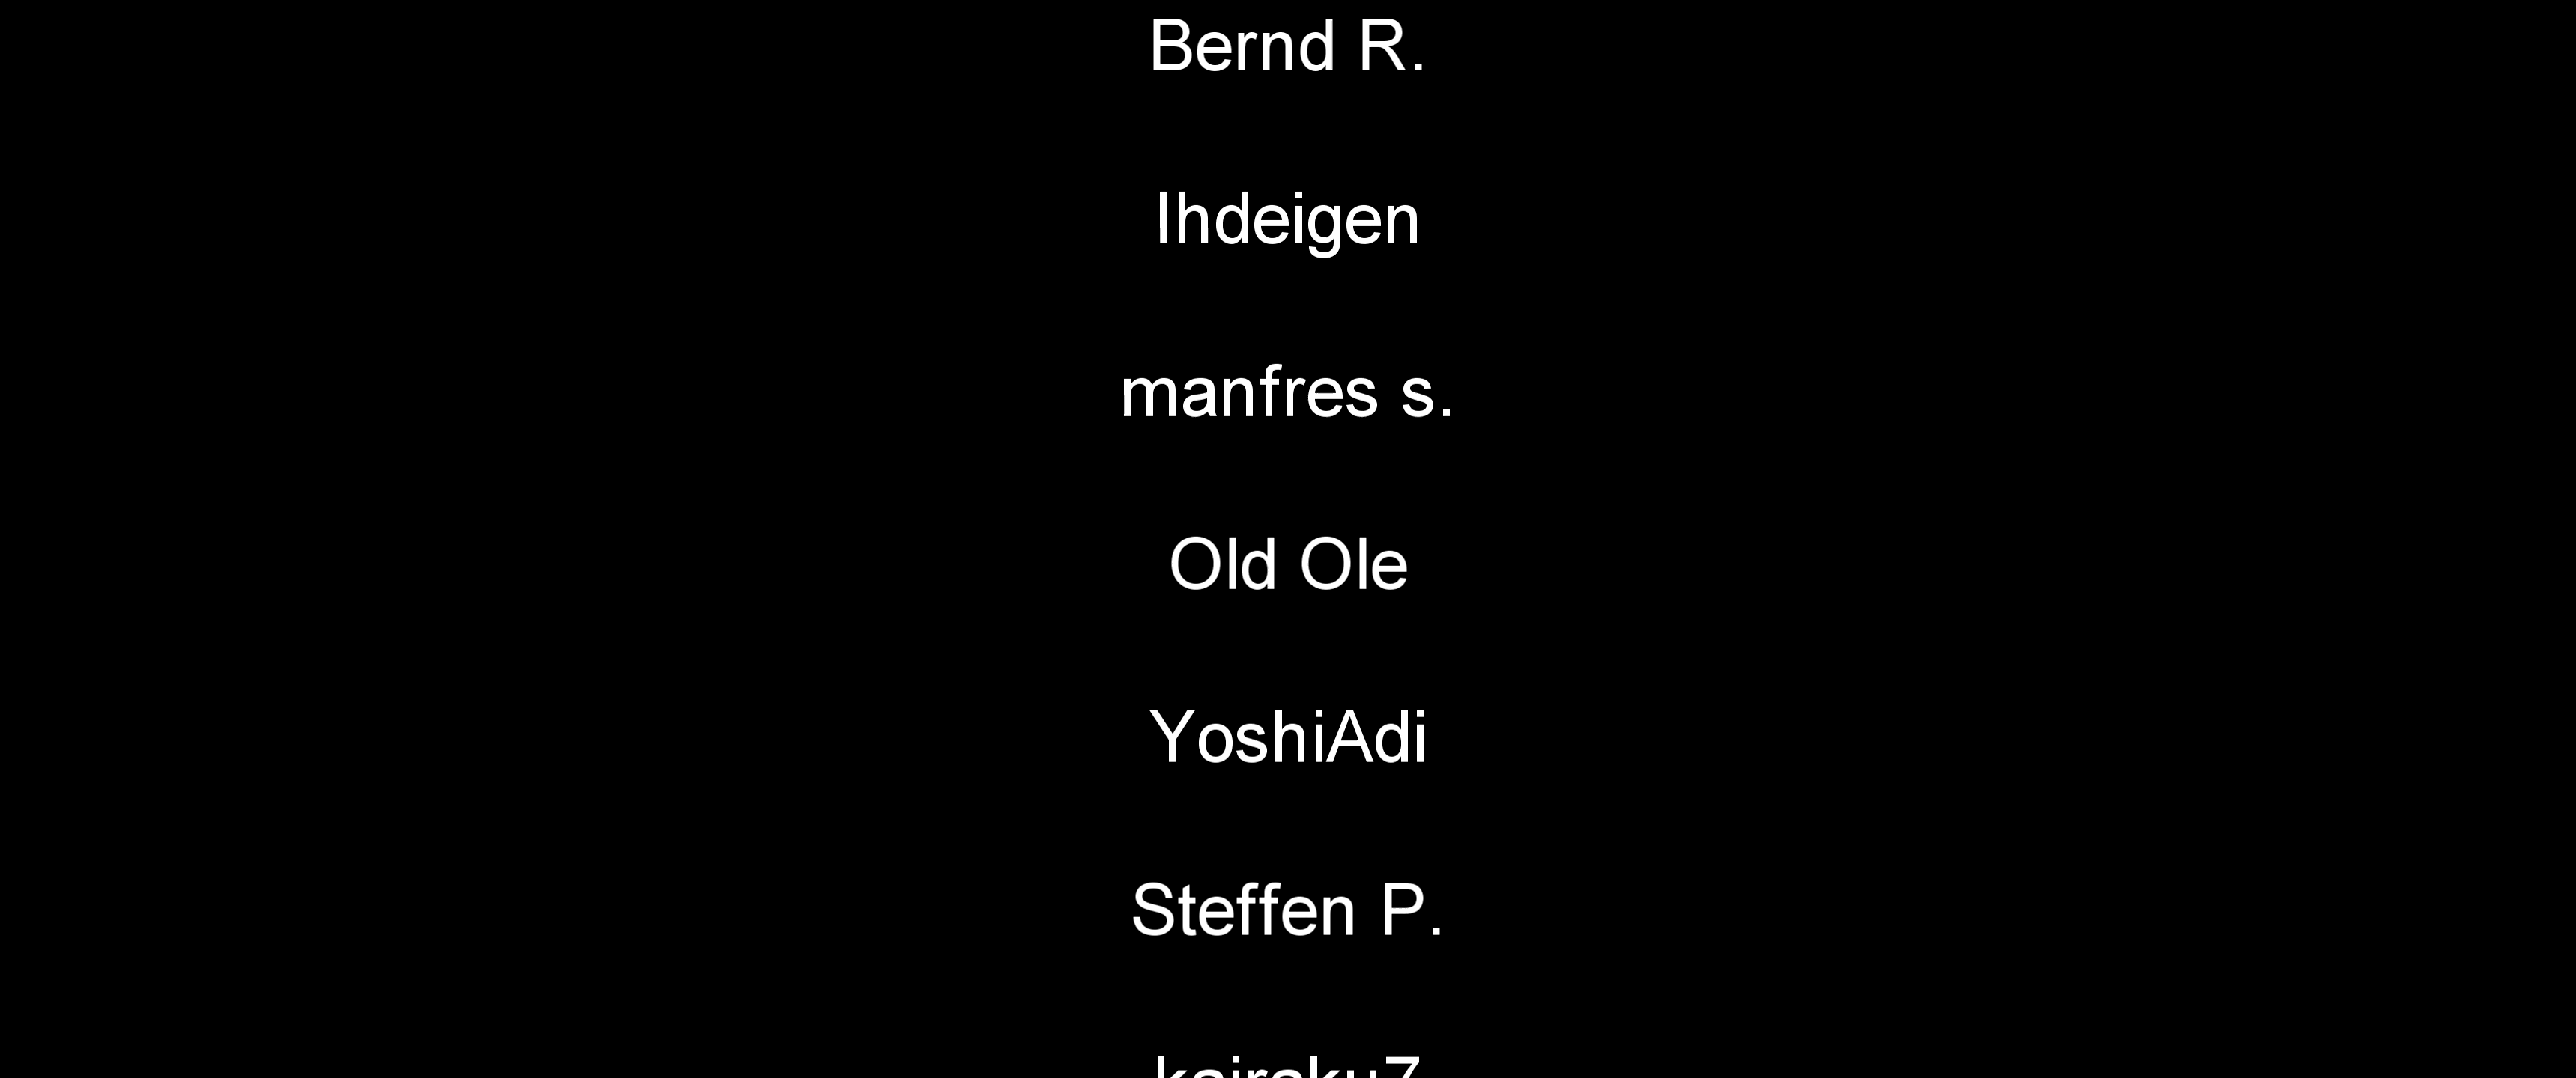 Bernd R.
Ihdeigen
manfres s.
Old Ole
YoshiAdi
Steffen P.